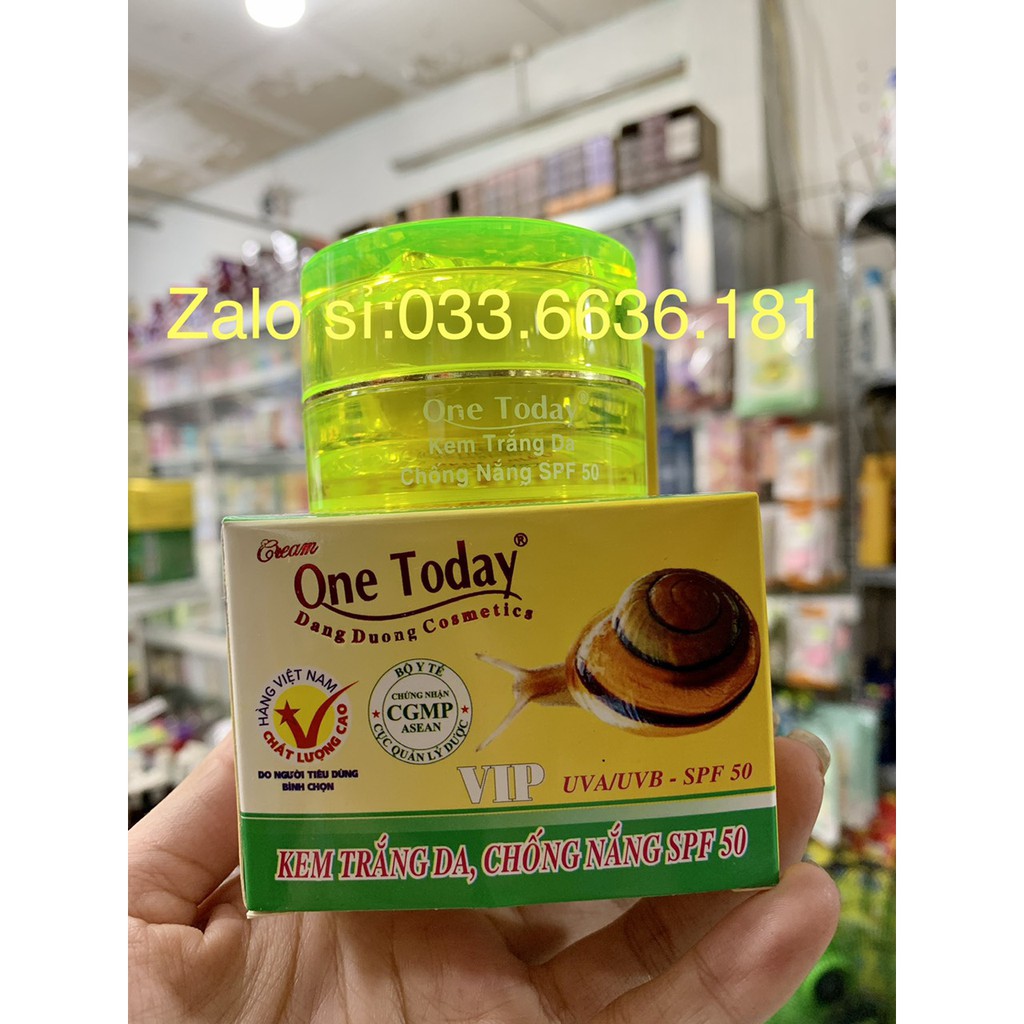 Zalo sỉ:033.6636.181
One Today®
Kem Trắng Da
Chống Nắng SPF 50
Cream
One Today®
Dang Duong Cosmetics
HÀNG VIỆT NAM
CHẤT LƯỢNG CAO
DO NGƯỜI TIÊU DÙNG
BÌNH CHỌN
BỘ Y TẾ
CHỨNG NHẬN
CGMP
ASEAN
CỤC QUẢN LÝ DƯỢC
VIP
UVA/UVB - SPF 50
KEM TRẮNG DA, CHỐNG NẮNG SPF 50